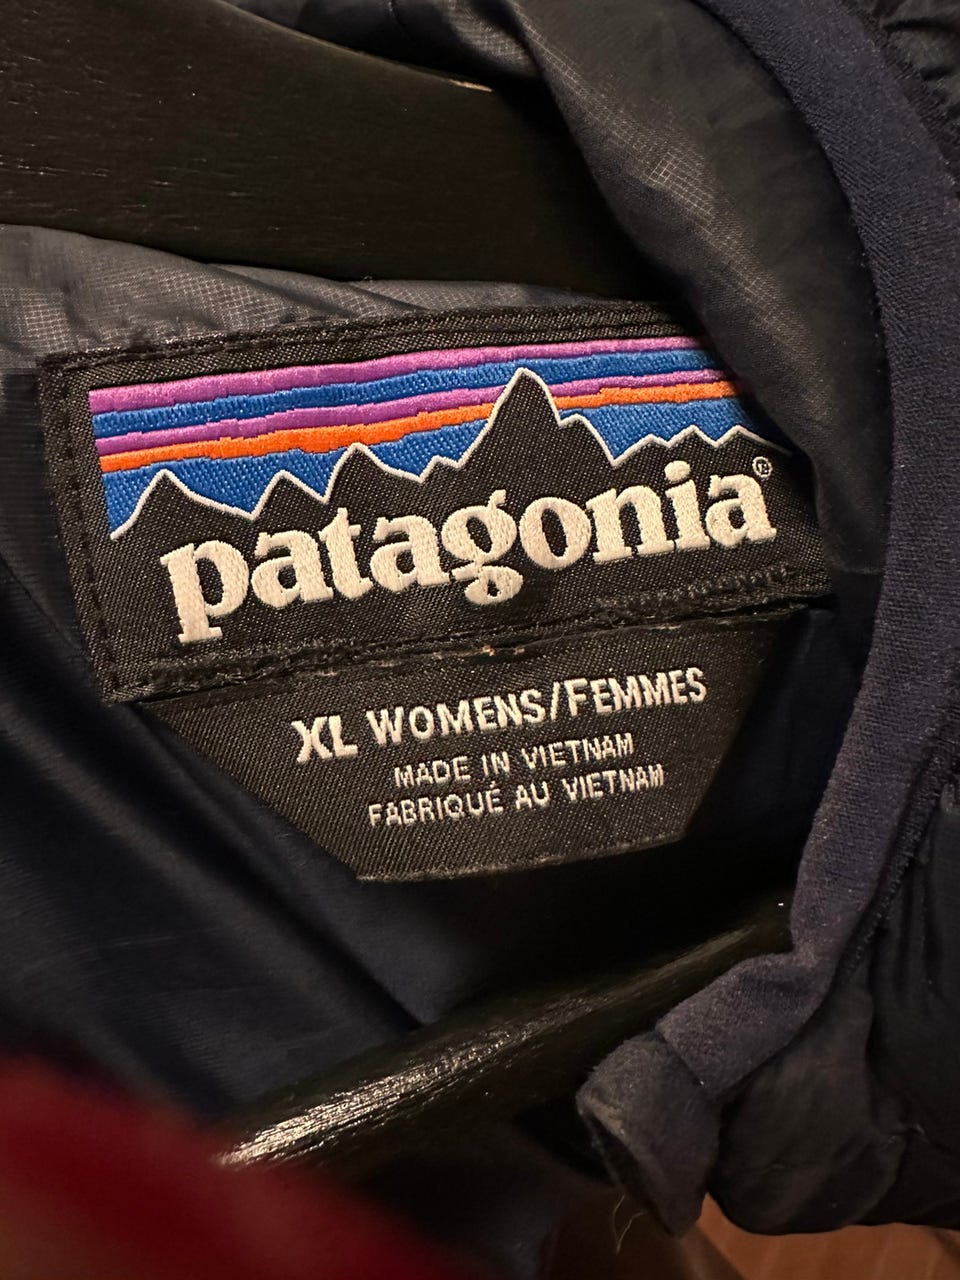 patagonia®
XL WOMENS/FEMMES
MADE IN VIETNAM
FABRIQUÉ AU VIETNAM